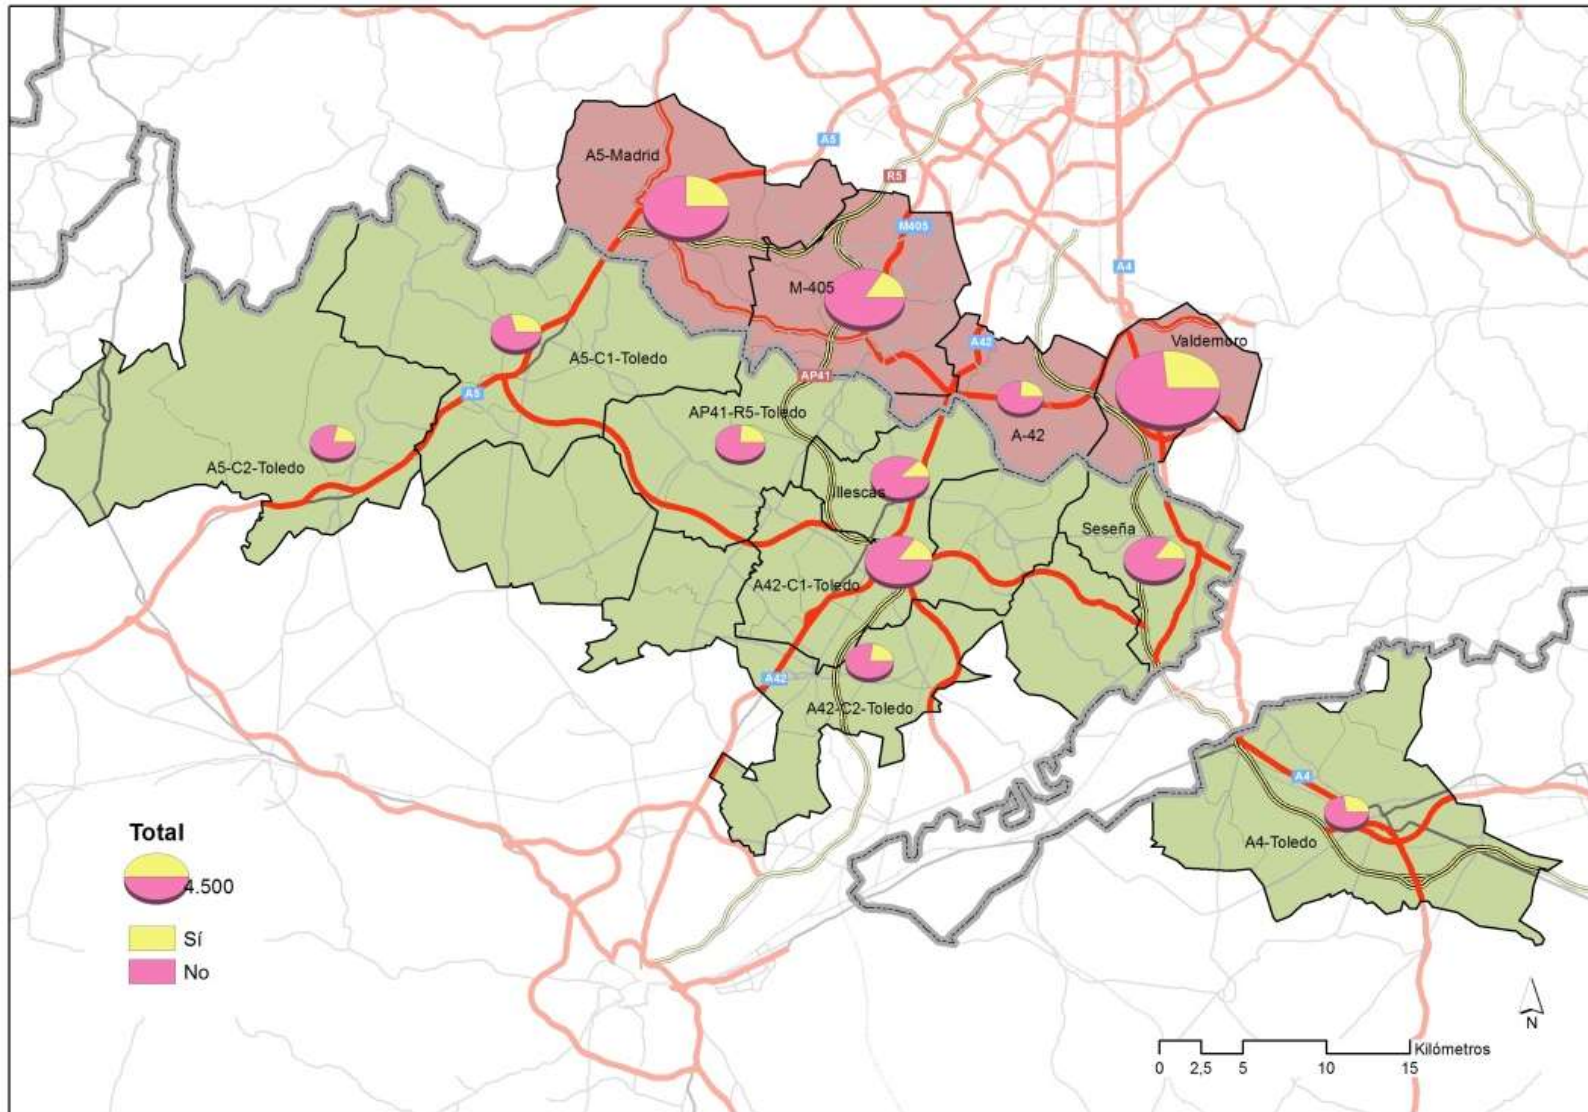 A5-Madrid
A5
R5
M405
A4
M-405
A42
Valdemoro
A5-C1-Toledo
AP41
A5
AP41-R5-Toledo
A-42
A5-C2-Toledo
Illescas
Seseña
A42-C1-Toledo
A42
A42-C2-Toledo
A4
A4-Toledo
Total
4.500
Sí
No
N
Kilómetros
0 2,5 5 10 15